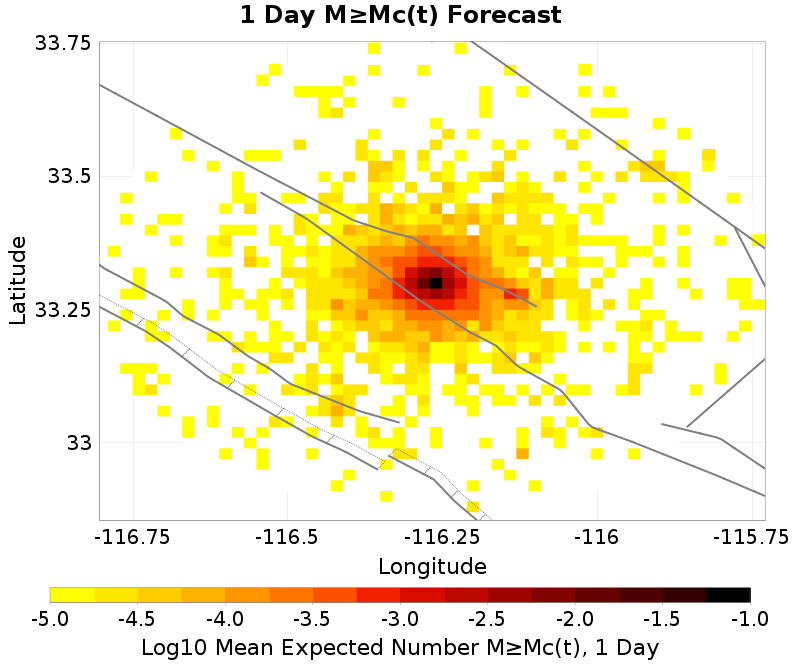 1 Day M≥Mc(t) Forecast
33.75
33.5
33.25
33
Latitude
-116.75 -116.5 -116.25 -116 -115.75
Longitude
-5.0 -4.5 -4.0 -3.5 -3.0 -2.5 -2.0 -1.5 -1.0
Log10 Mean Expected Number M≥Mc(t), 1 Day